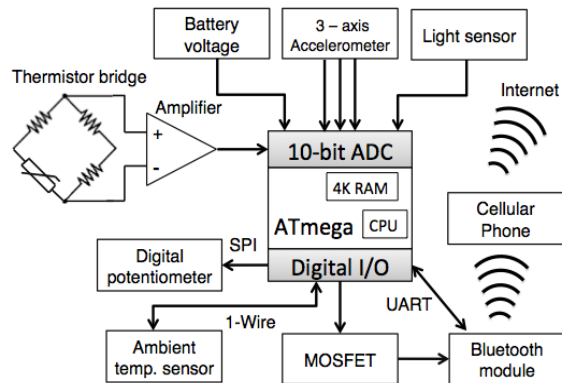 Battery
voltage
3 – axis
Accelerometer
Light sensor
Thermistor bridge
Amplifier
Internet
+
-
10-bit ADC
4K RAM
ATmega
CPU
Cellular
Phone
Digital
potentiometer
SPI
Digital I/O
UART
1-Wire
Ambient
temp. sensor
MOSFET
Bluetooth
module